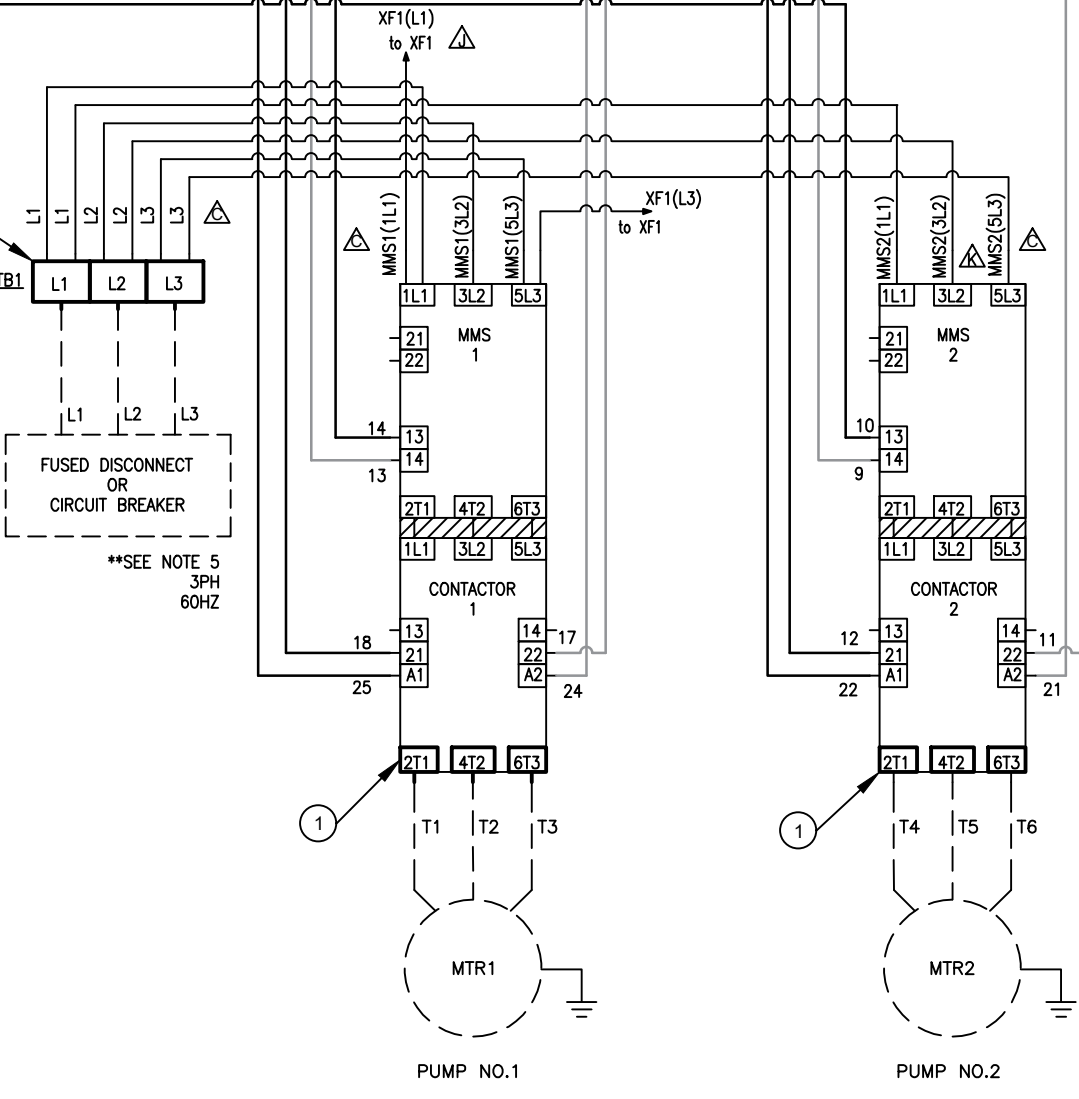 XF1(L1)
to XF1
J
L1
L1
L2
L2
L3
L3
C
C
MMS1(1L1)
MMS1(3L2)
MMS1(5L3)
XF1(L3)
to XF1
MMS2(1L1)
MMS2(3L2)
K
MMS2(5L3)
C
TB1
L1 L2 L3
1L1 3L2 5L3
21
22
MMS
1
1L1 3L2 5L3
21
22
MMS
2
L1 L2 L3
FUSED DISCONNECT
OR
CIRCUIT BREAKER
**SEE NOTE 5
3PH
60HZ
14
13
14
13
10
13
14
9
2T1 4T2 6T3
1L1 3L2 5L3
CONTACTOR
1
2T1 4T2 6T3
1L1 3L2 5L3
CONTACTOR
2
13
18
21
A1
25
14
17
22
A2
24
13
12
21
A1
22
14
11
22
A2
21
2T1 4T2 6T3
1
T1 T2 T3
MTR1
PUMP NO.1
2T1 4T2 6T3
1
T4 T5 T6
MTR2
PUMP NO.2